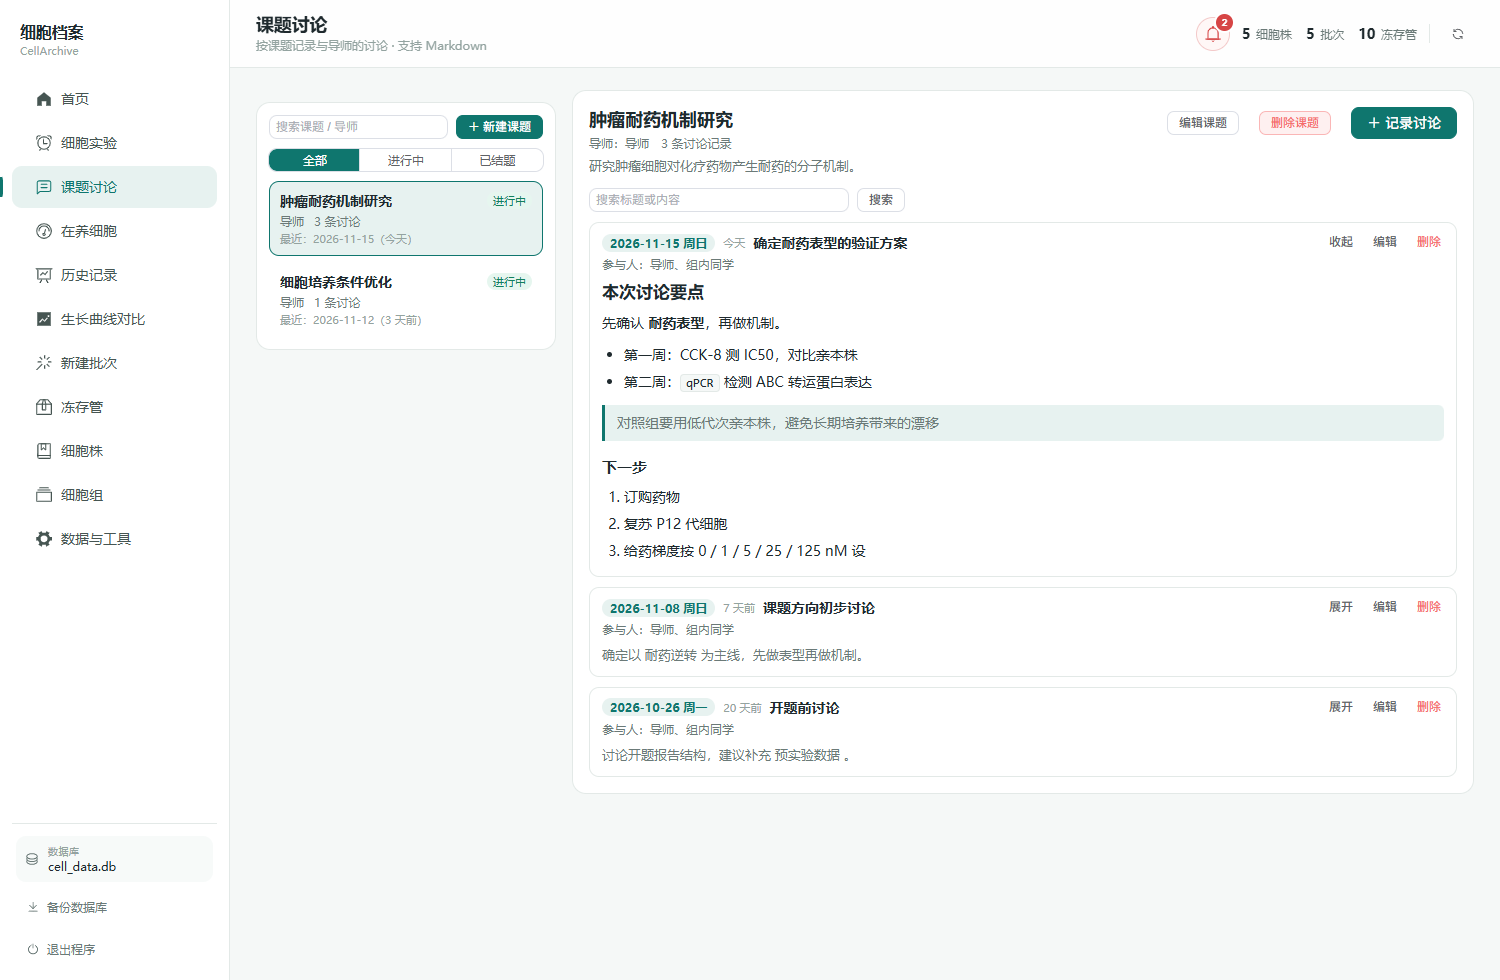 细胞档案
CellArchive
首页
细胞实验
课题讨论
在养细胞
历史记录
生长曲线对比
新建批次
冻存管
细胞株
细胞组
数据与工具
数据库
cell_data.db
备份数据库
退出程序
课题讨论
按课题记录与导师的讨论 · 支持 Markdown
2
5 细胞株 5 批次 10 冻存管
搜索课题 / 导师
+ 新建课题
全部 进行中 已结题
肿瘤耐药机制研究 进行中
导师 3 条讨论
最近：2026-11-15（今天）
细胞培养条件优化 进行中
导师 1 条讨论
最近：2026-11-12（3 天前）
肿瘤耐药机制研究
导师：导师 3 条讨论记录
研究肿瘤细胞对化疗药物产生耐药的分子机制。
编辑课题 删除课题 + 记录讨论
搜索标题或内容 搜索
2026-11-15 周日 今天 确定耐药表型的验证方案 收起 编辑 删除
参与人：导师、组内同学
本次讨论要点
先确认 耐药表型，再做机制。
• 第一周：CCK-8 测 IC50，对比亲本株
• 第二周：qPCR 检测 ABC 转运蛋白表达
对照组要用低代次亲本株，避免长期培养带来的漂移
下一步
1. 订购药物
2. 复苏 P12 代细胞
3. 给药梯度按 0 / 1 / 5 / 25 / 125 nM 设
2026-11-08 周日 7 天前 课题方向初步讨论 展开 编辑 删除
参与人：导师、组内同学
确定以 耐药逆转 为主线，先做表型再做机制。
2026-10-26 周一 20 天前 开题前讨论 展开 编辑 删除
参与人：导师、组内同学
讨论开题报告结构，建议补充 预实验数据 。